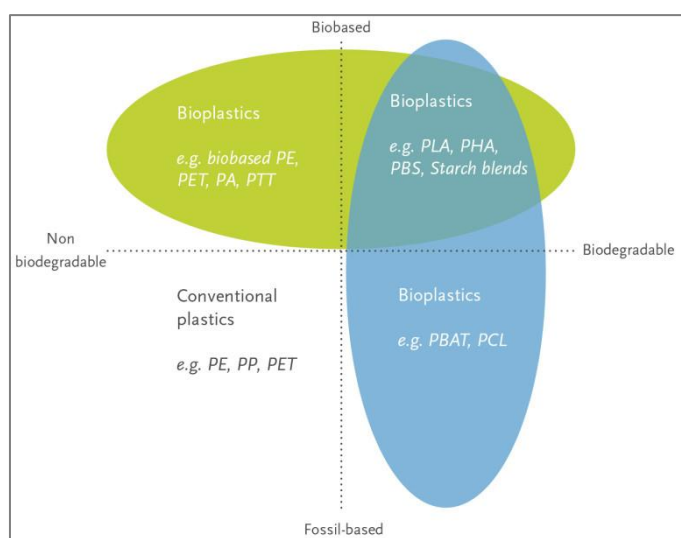 Biobased
Bioplastics
e.g. biobased PE,
PET, PA, PTT
Bioplastics
e.g. PLA, PHA,
PBS, Starch blends
Non
biodegradable
Biodegradable
Conventional
plastics
e.g. PE, PP, PET
Bioplastics
e.g. PBAT, PCL
Fossil-based